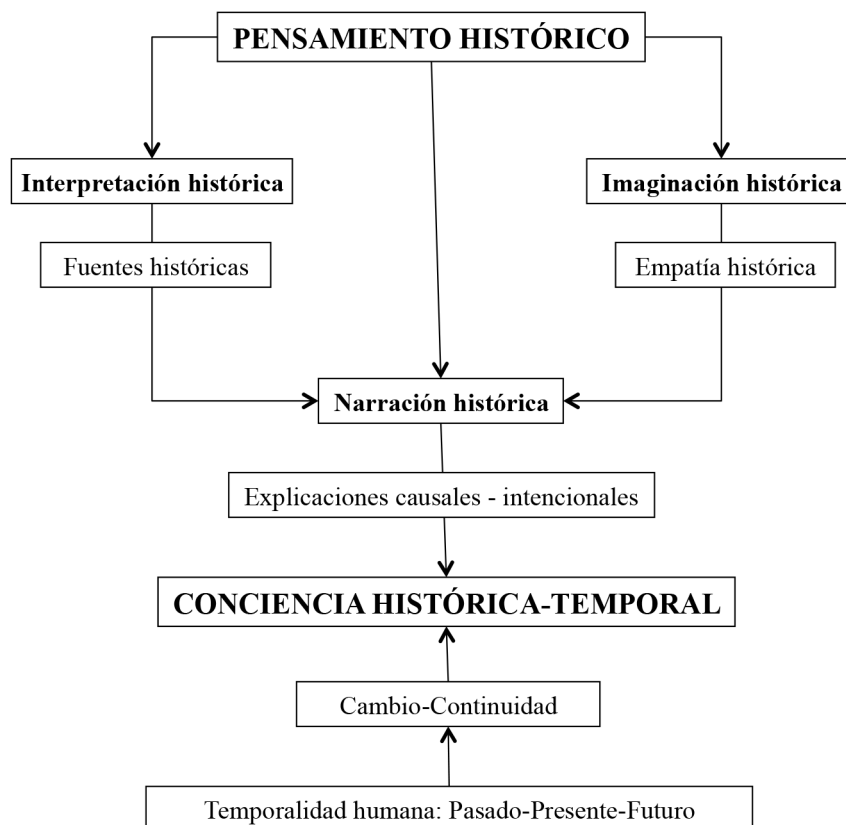 PENSAMIENTO HISTÓRICO
Interpretación histórica
Imaginación histórica
Fuentes históricas
Empatía histórica
Narración histórica
Explicaciones causales - intencionales
CONCIENCIA HISTÓRICA-TEMPORAL
Cambio-Continuidad
Temporalidad humana: Pasado-Presente-Futuro